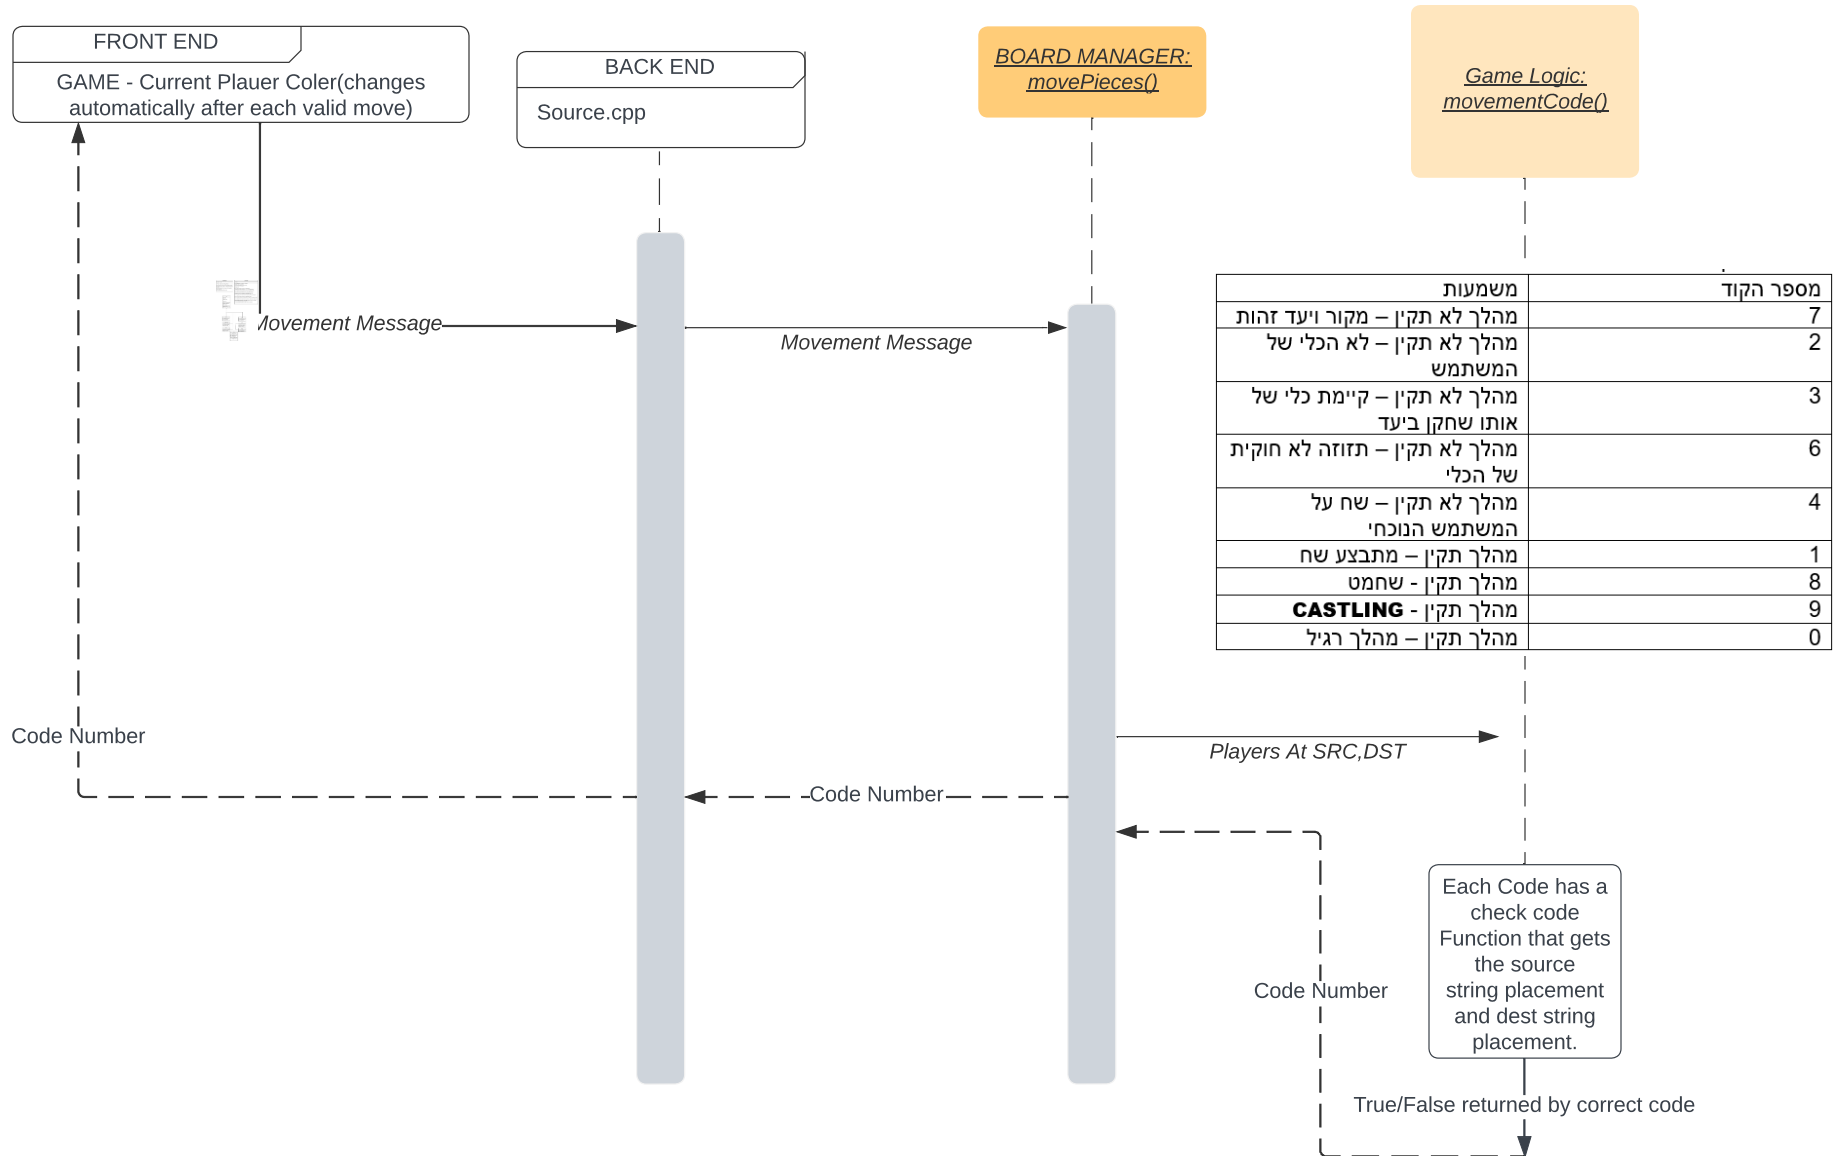 FRONT END
GAME - Current Plauer Coler(changes
automatically after each valid move)
BACK END
Source.cpp
BOARD MANAGER:
movePieces()
Game Logic:
movementCode()
Movement Message
Movement Message
מספר הקוד משמעות
7 מהלך לא תקין – מקור ויעד זהות
2 מהלך לא תקין – לא הכלי של
המשתמש
3 מהלך לא תקין – קיימת כלי של
אותו שחקן ביעד
6 מהלך לא תקין – תזוזה לא חוקית
של הכלי
4 מהלך לא תקין – שח על
המשתמש הנוכחי
1 מהלך תקין – מתבצע שח
8 מהלך תקין - שחמט
9 מהלך תקין - CASTLING
0 מהלך תקין – מהלך רגיל
Code Number
Players At SRC,DST
Code Number
Each Code has a
check code
Function that gets
the source
string placement
and dest string
placement.
Code Number
True/False returned by correct code